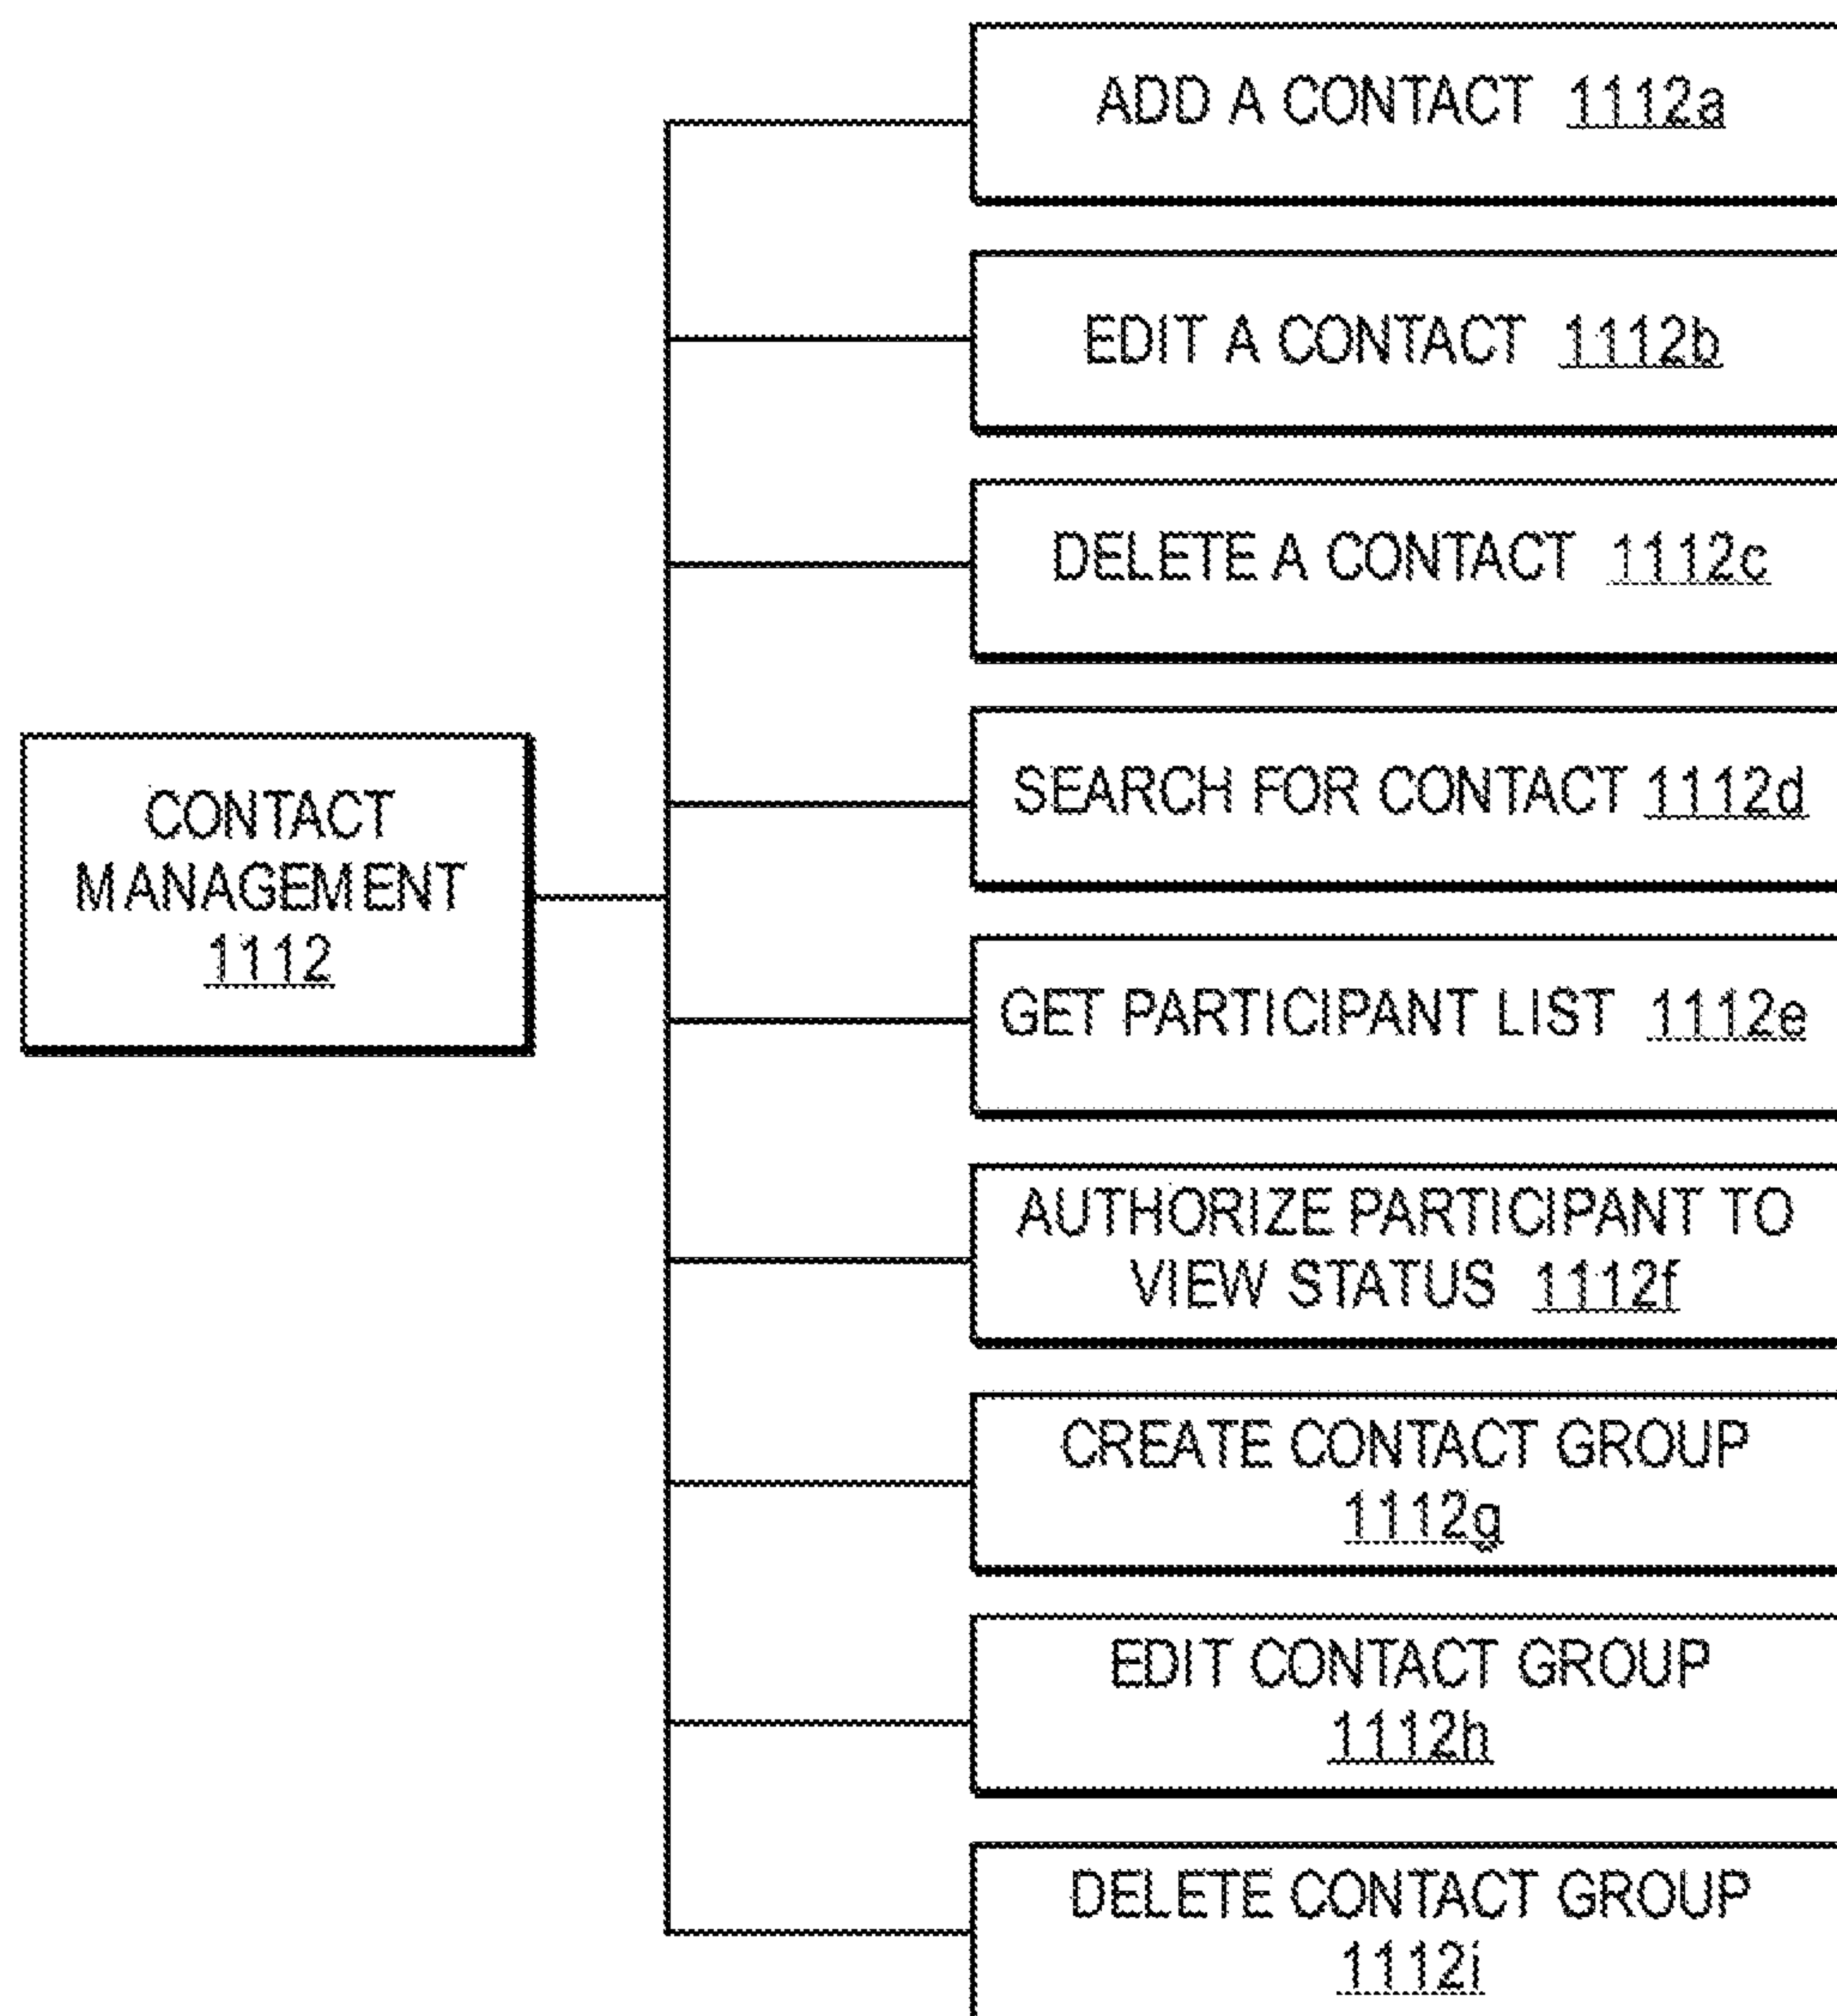 ADD A CONTACT 1112a
EDIT A CONTACT 1112b
DELETE A CONTACT 1112c
SEARCH FOR CONTACT 1112d
CONTACT
MANAGEMENT
1112
GET PARTICIPANT LIST 1112e
AUTHORIZE PARTICIPANT TO
VIEW STATUS 1112f
CREATE CONTACT GROUP
1112g
EDIT CONTACT GROUP
1112h
DELETE CONTACT GROUP
1112i